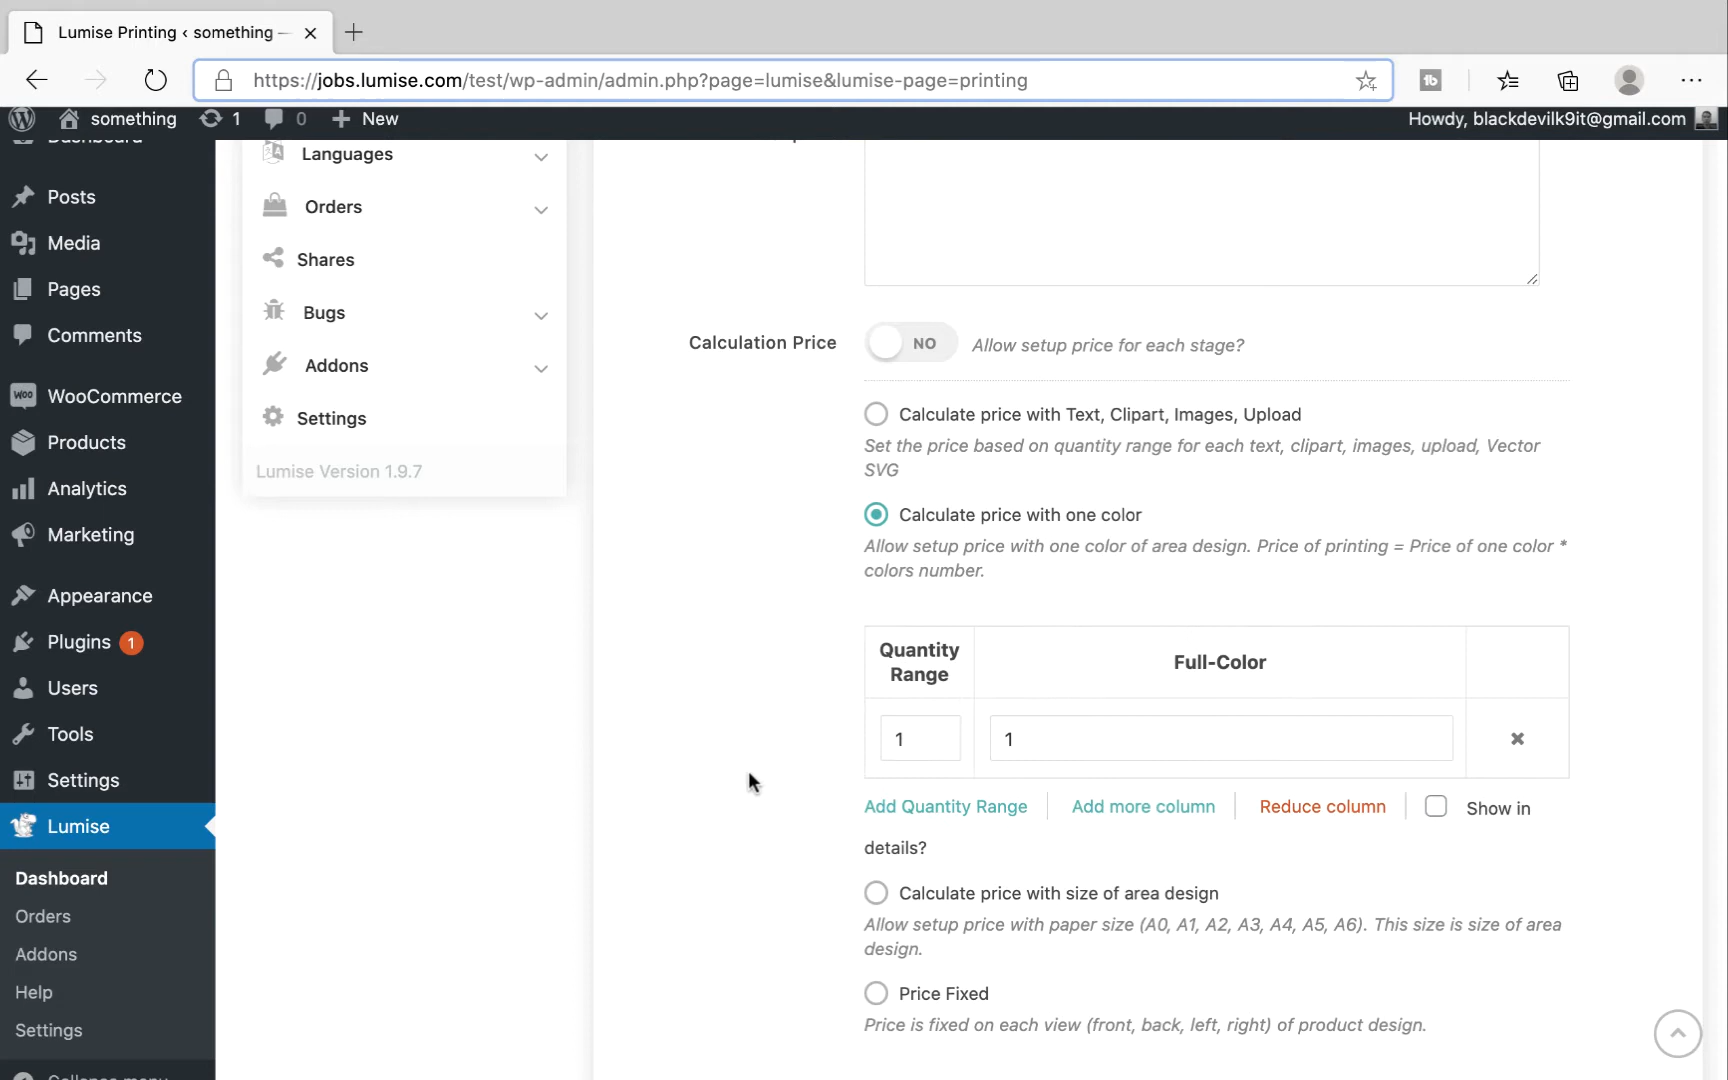 Lumise Printing ‹ something —
https://jobs.lumise.com/test/wp-admin/admin.php?page=lumise&lumise-page=printing
something
1
0
New
Howdy, blackdevilk9it@gmail.com
Dashboard
Posts
Media
Pages
Comments
WooCommerce
Products
Analytics
Marketing
Appearance
Plugins 1
Users
Tools
Settings
Lumise
Dashboard
Orders
Addons
Help
Settings
Collapse menu
Languages
Orders
Shares
Bugs
Addons
Settings
Lumise Version 1.9.7
Calculation Price
NO
Allow setup price for each stage?
Calculate price with Text, Clipart, Images, Upload
Set the price based on quantity range for each text, clipart, images, upload, Vector
SVG
Calculate price with one color
Allow setup price with one color of area design. Price of printing = Price of one color *
colors number.
Quantity
Range
Full-Color
1
1
Add Quantity Range
Add more column
Reduce column
Show in
details?
Calculate price with size of area design
Allow setup price with paper size (A0, A1, A2, A3, A4, A5, A6). This size is size of area
design.
Price Fixed
Price is fixed on each view (front, back, left, right) of product design.